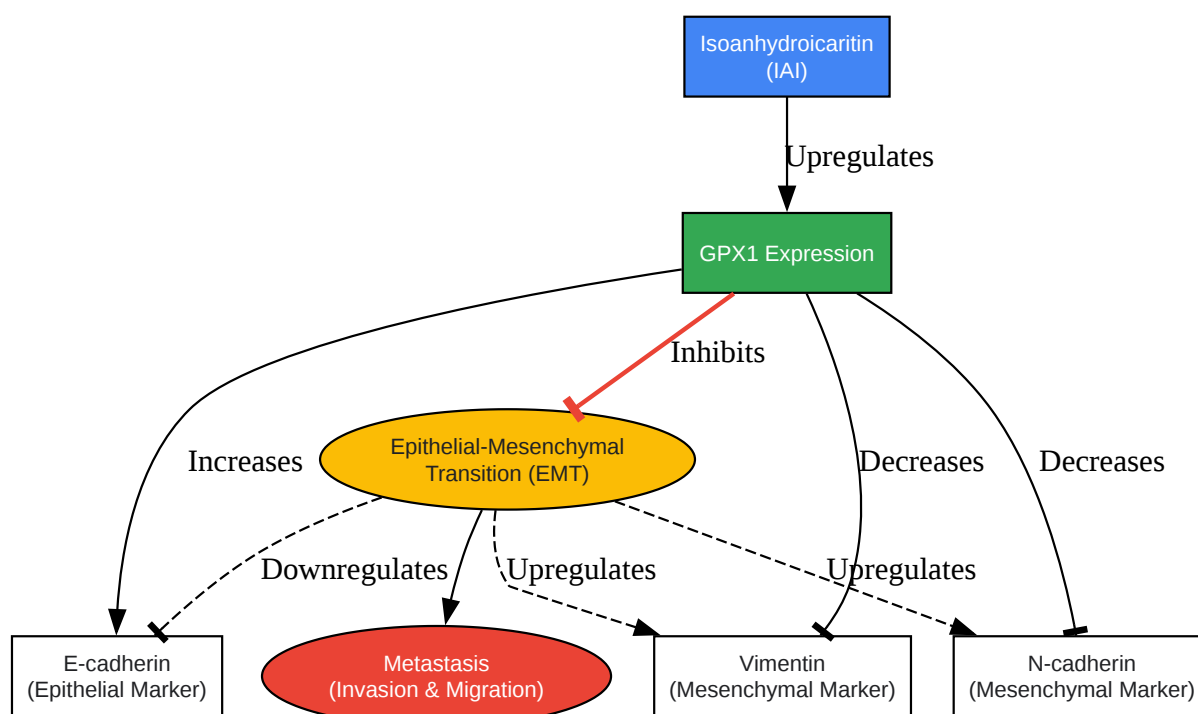 Isoanhydroicaritin
(IAI)
Upregulates
GPX1 Expression
Inhibits
Epithelial-Mesenchymal
Transition (EMT)
Increases
Decreases
Decreases
Downregulates
Upregulates
Upregulates
E-cadherin
(Epithelial Marker)
Metastasis
(Invasion & Migration)
Vimentin
(Mesenchymal Marker)
N-cadherin
(Mesenchymal Marker)